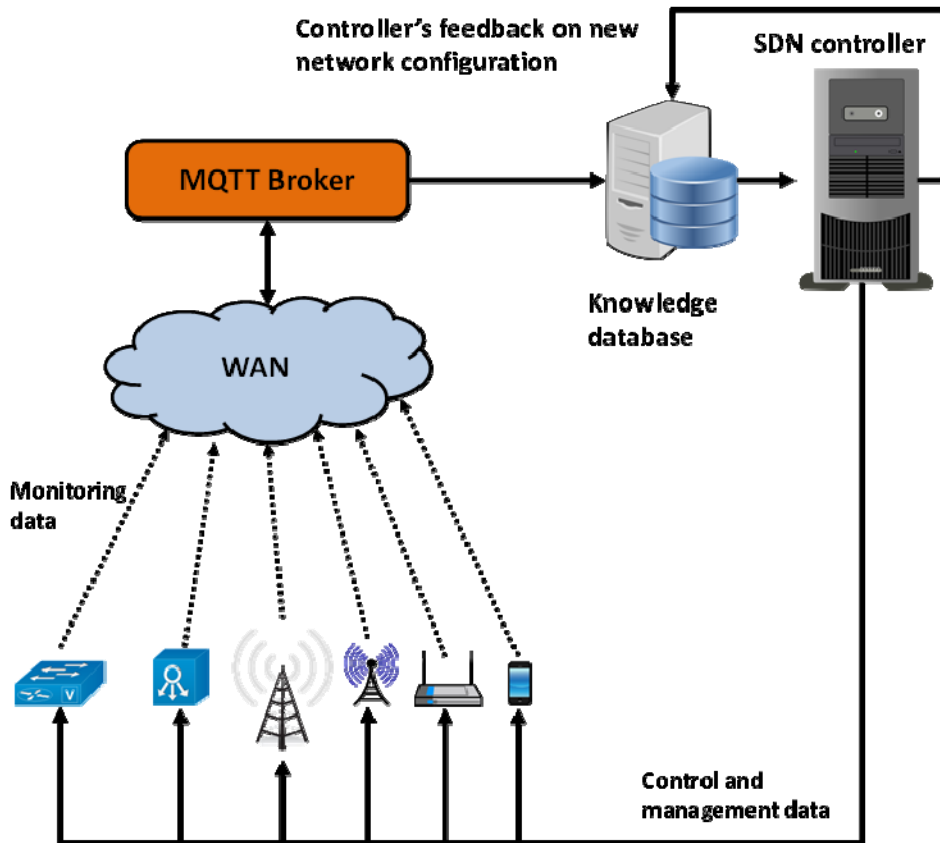 Controller's feedback on new
network configuration
SDN controller
MQTT Broker
Knowledge
database
WAN
Monitoring
data
V
Control and
management data